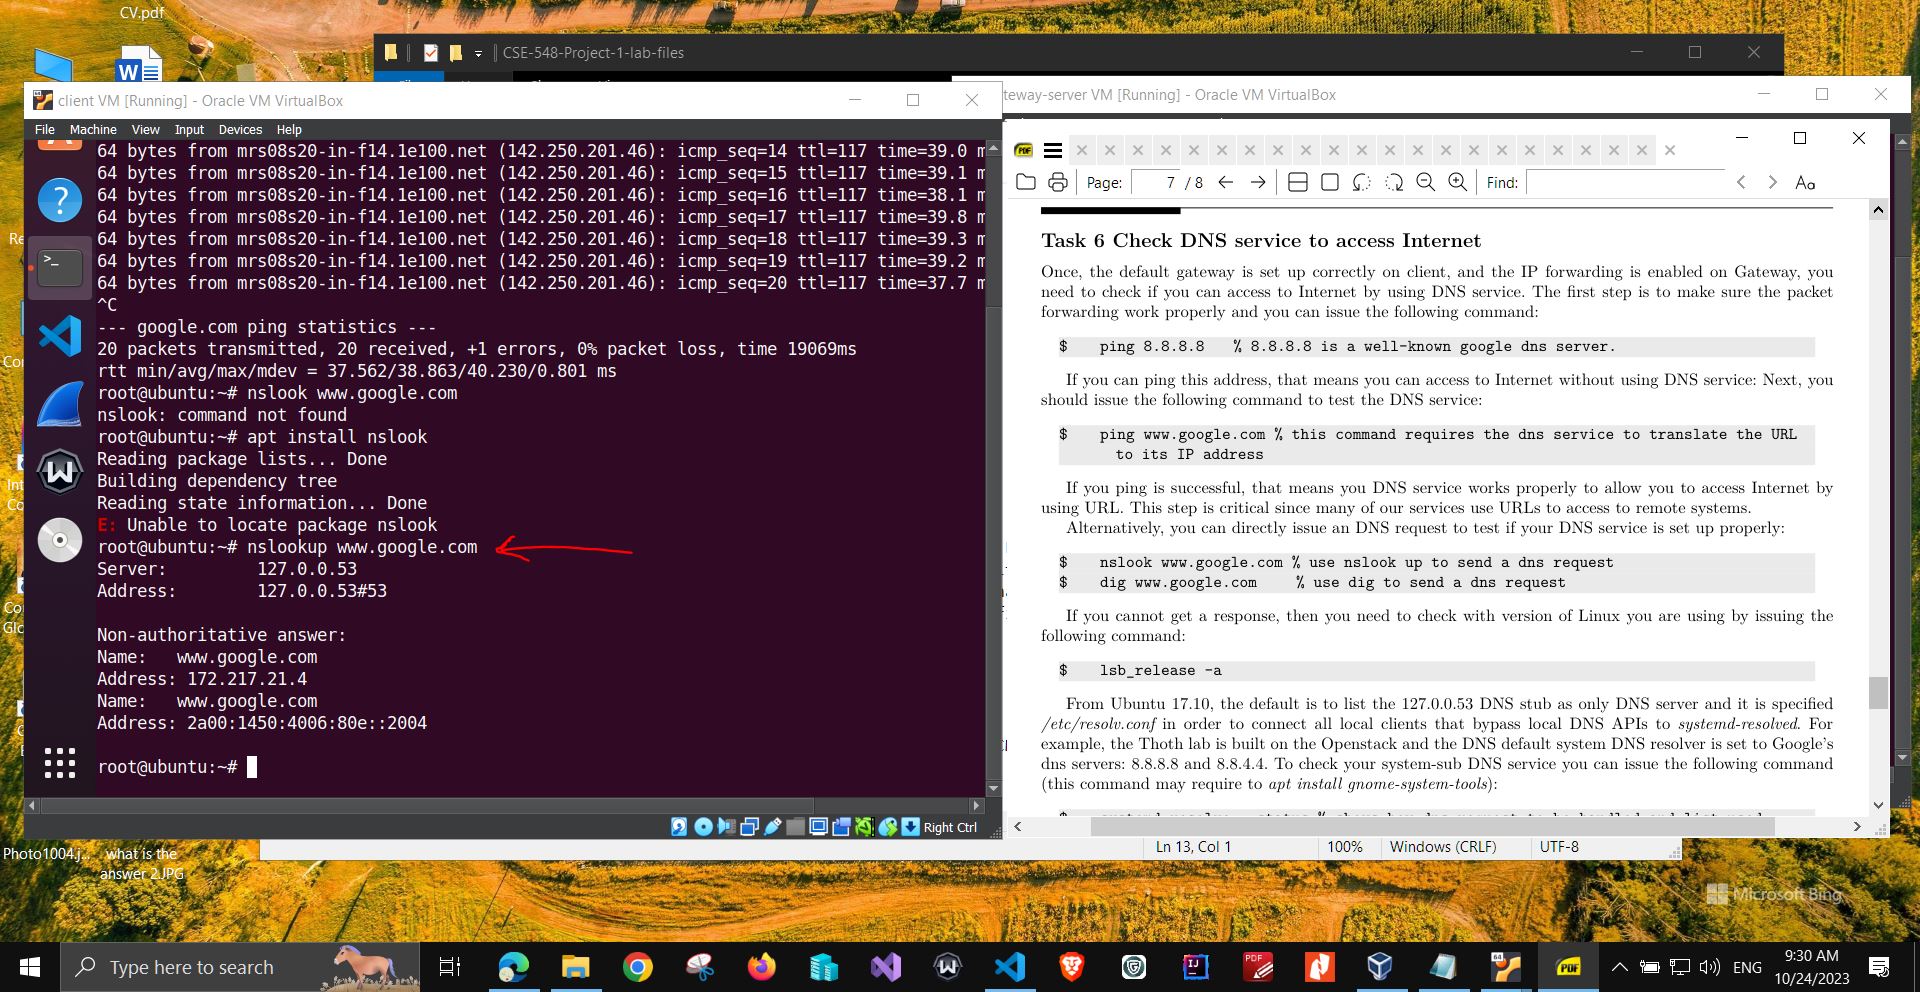 CV.pdf
CSE-548-Project-1-lab-files
client VM [Running] - Oracle VM VirtualBox
teway-server VM [Running] - Oracle VM VirtualBox
File Machine View Input Devices Help
64 bytes from mrs08s20-in-f14.1e100.net (142.250.201.46): icmp_seq=14 ttl=117 time=39.0 m
64 bytes from mrs08s20-in-f14.1e100.net (142.250.201.46): icmp_seq=15 ttl=117 time=39.1 m
64 bytes from mrs08s20-in-f14.1e100.net (142.250.201.46): icmp_seq=16 ttl=117 time=38.1 m
64 bytes from mrs08s20-in-f14.1e100.net (142.250.201.46): icmp_seq=17 ttl=117 time=39.8 m
64 bytes from mrs08s20-in-f14.1e100.net (142.250.201.46): icmp_seq=18 ttl=117 time=39.3 m
64 bytes from mrs08s20-in-f14.1e100.net (142.250.201.46): icmp_seq=19 ttl=117 time=39.2 m
64 bytes from mrs08s20-in-f14.1e100.net (142.250.201.46): icmp_seq=20 ttl=117 time=37.7 m
^C
--- google.com ping statistics ---
20 packets transmitted, 20 received, +1 errors, 0% packet loss, time 19069ms
rtt min/avg/max/mdev = 37.562/38.863/40.230/0.801 ms
root@ubuntu:~# nslook www.google.com
nslook: command not found
root@ubuntu:~# apt install nslook
Reading package lists... Done
Building dependency tree
Reading state information... Done
E: Unable to locate package nslook
root@ubuntu:~# nslookup www.google.com
Server: 127.0.0.53
Address: 127.0.0.53#53
Non-authoritative answer:
Name: www.google.com
Address: 172.217.21.4
Name: www.google.com
Address: 2a00:1450:4006:80e::2004
root@ubuntu:~#
Right Ctrl
Page: 7 / 8 Find:
Task 6 Check DNS service to access Internet
Once, the default gateway is set up correctly on client, and the IP forwarding is enabled on Gateway, you
need to check if you can access to Internet by using DNS service. The first step is to make sure the packet
forwarding work properly and you can issue the following command:
$ ping 8.8.8.8 % 8.8.8.8 is a well-known google dns server.
If you can ping this address, that means you can access to Internet without using DNS service: Next, you
should issue the following command to test the DNS service:
$ ping www.google.com % this command requires the dns service to translate the URL
to its IP address
If you ping is successful, that means you DNS service works properly to allow you to access Internet by
using URL. This step is critical since many of our services use URLs to access to remote systems.
Alternatively, you can directly issue an DNS request to test if your DNS service is set up properly:
$ nslook www.google.com % use nslook up to send a dns request
$ dig www.google.com % use dig to send a dns request
If you cannot get a response, then you need to check with version of Linux you are using by issuing the
following command:
$ lsb_release -a
From Ubuntu 17.10, the default is to list the 127.0.0.53 DNS stub as only DNS server and it is specified
/etc/resolv.conf in order to connect all local clients that bypass local DNS APIs to systemd-resolved. For
example, the Thoth lab is built on the Openstack and the DNS default system DNS resolver is set to Google's
dns servers: 8.8.8.8 and 8.8.4.4. To check your system-sub DNS service you can issue the following command
(this command may require to apt install gnome-system-tools):
Photo1004.j...
what is the
answer 2.JPG
Ln 13, Col 1 100% Windows (CRLF) UTF-8
Microsoft Bing
Type here to search
ENG
9:30 AM
10/24/2023